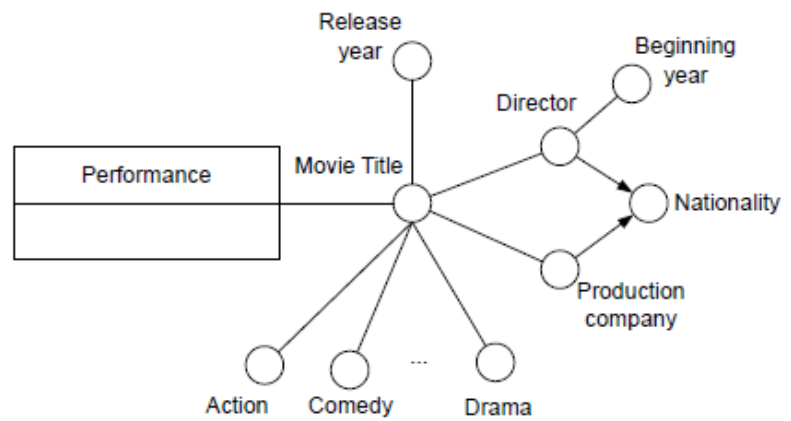 Release
year
Beginning
year
Director
Performance
Movie Title
Nationality
Production
company
...
Action
Comedy
Drama